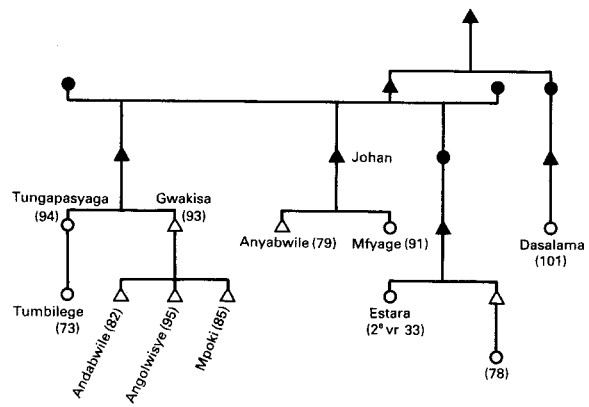 Johan
Tungapasyaga
(94)
Gwakisa
(93)
Anyabwile (79)
Mfyage (91)
Dasalama
(101)
Tumbilege
(73)
Andabwile (82)
Angolwisye (95)
Mpoki (85)
Estara
(2e vr 33)
(78)